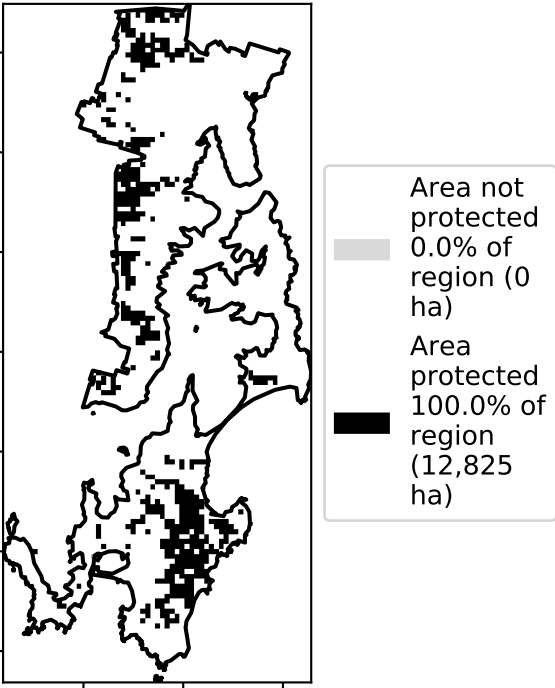 Area not
protected
0.0% of
region (0
ha)
Area
protected
100.0% of
region
(12,825
ha)